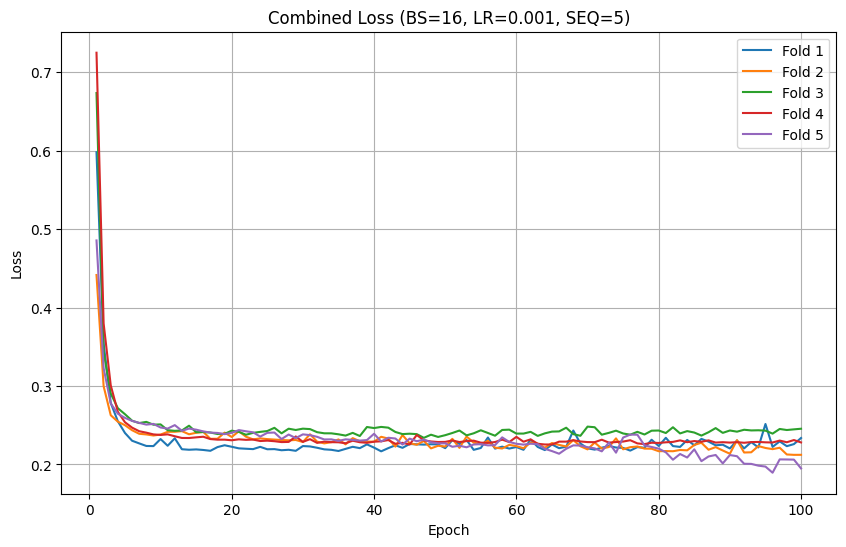 Combined Loss (BS=16, LR=0.001, SEQ=5)
Fold 1
Fold 2
Fold 3
Fold 4
Fold 5
0.7
0.6
0.5
0.4
0.3
0.2
Loss
0 20 40 60 80 100
Epoch